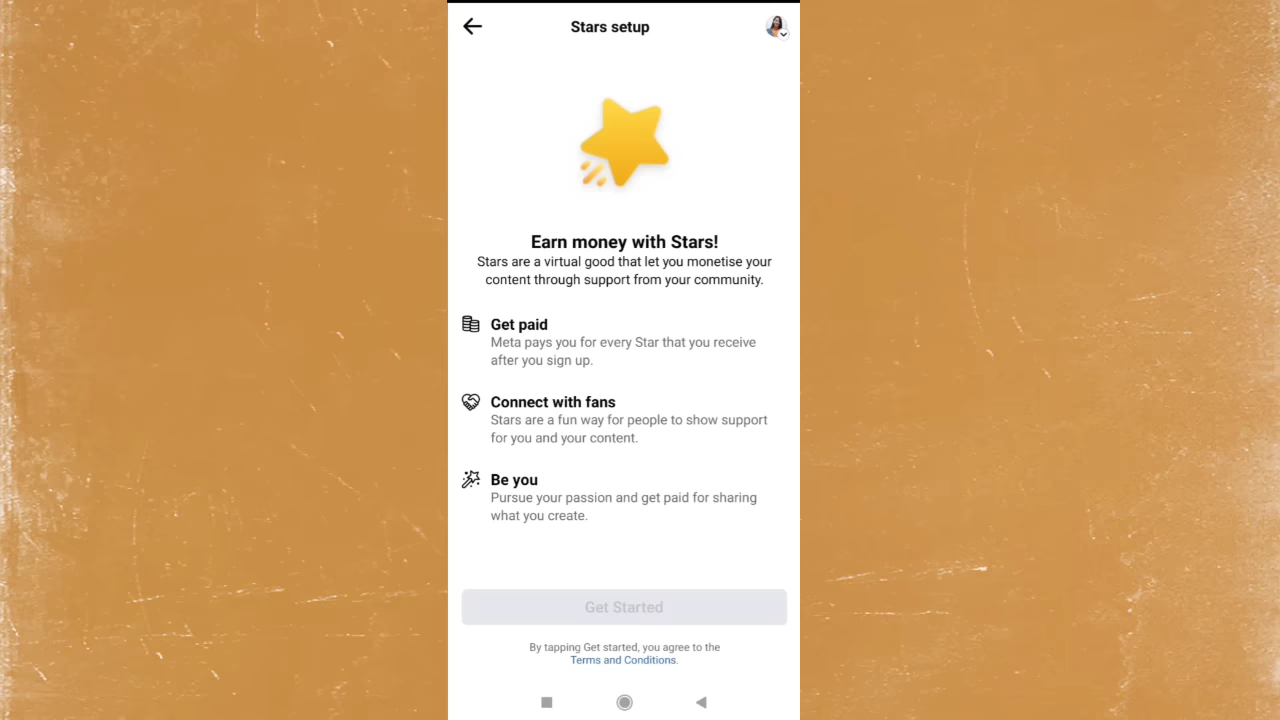 Stars setup
Earn money with Stars!
Stars are a virtual good that let you monetise your
content through support from your community.
Get paid
Meta pays you for every Star that you receive
after you sign up.
Connect with fans
Stars are a fun way for people to show support
for you and your content.
Be you
Pursue your passion and get paid for sharing
what you create.
Get Started
By tapping Get started, you agree to the
Terms and Conditions.